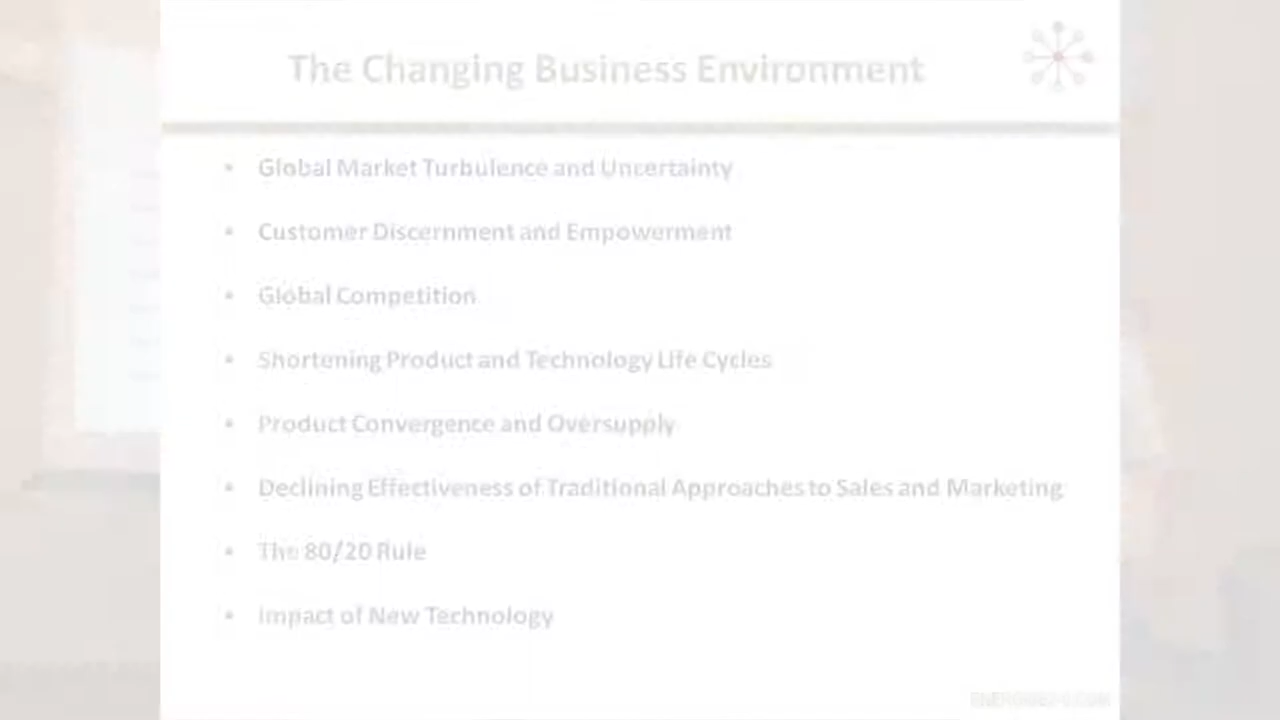 The Changing Business Environment
• Global Market Turbulence and Uncertainty
• Customer Discernment and Empowerment
• Global Competition
• Shortening Product and Technology Life Cycles
• Product Convergence and Oversupply
• Declining Effectiveness of Traditional Approaches to Sales and Marketing
• The 80/20 Rule
• Impact of New Technology